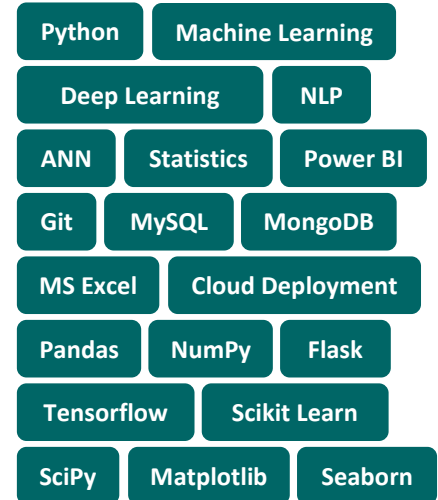 Python Machine Learning
Deep Learning NLP
ANN Statistics Power BI
Git MySQL MongoDB
MS Excel Cloud Deployment
Pandas NumPy Flask
Tensorflow Scikit Learn
SciPy Matplotlib Seaborn